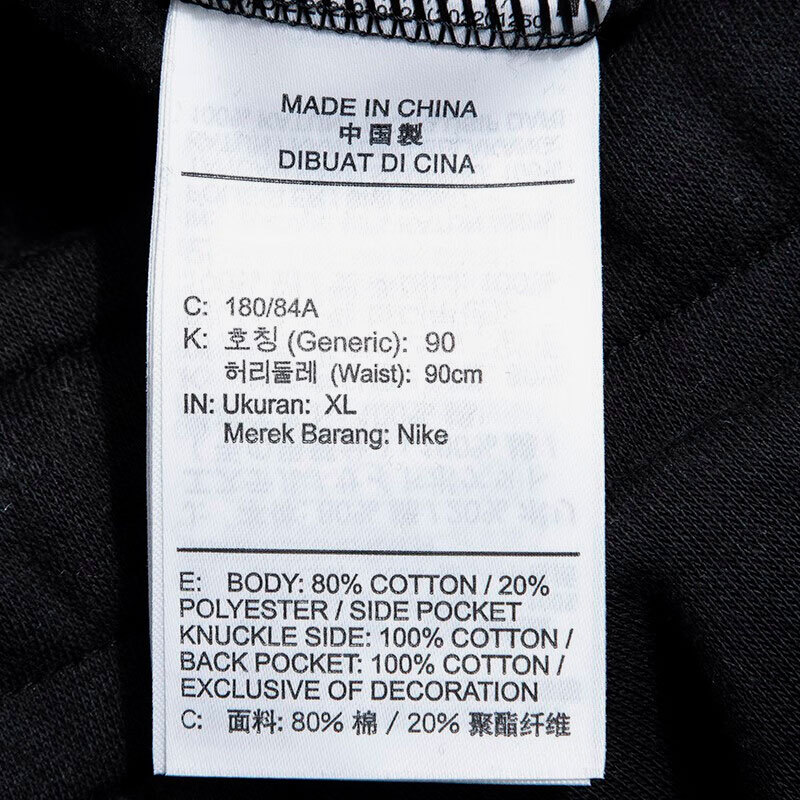 MADE IN CHINA
中国製
DIBUAT DI CINA
C: 180/84A
K: 호칭 (Generic): 90
허리둘레 (Waist): 90cm
IN: Ukuran: XL
Merek Barang: Nike
E: BODY: 80% COTTON / 20%
POLYESTER / SIDE POCKET
KNUCKLE SIDE: 100% COTTON /
BACK POCKET: 100% COTTON /
EXCLUSIVE OF DECORATION
C: 面料: 80% 棉 / 20% 聚酯纤维